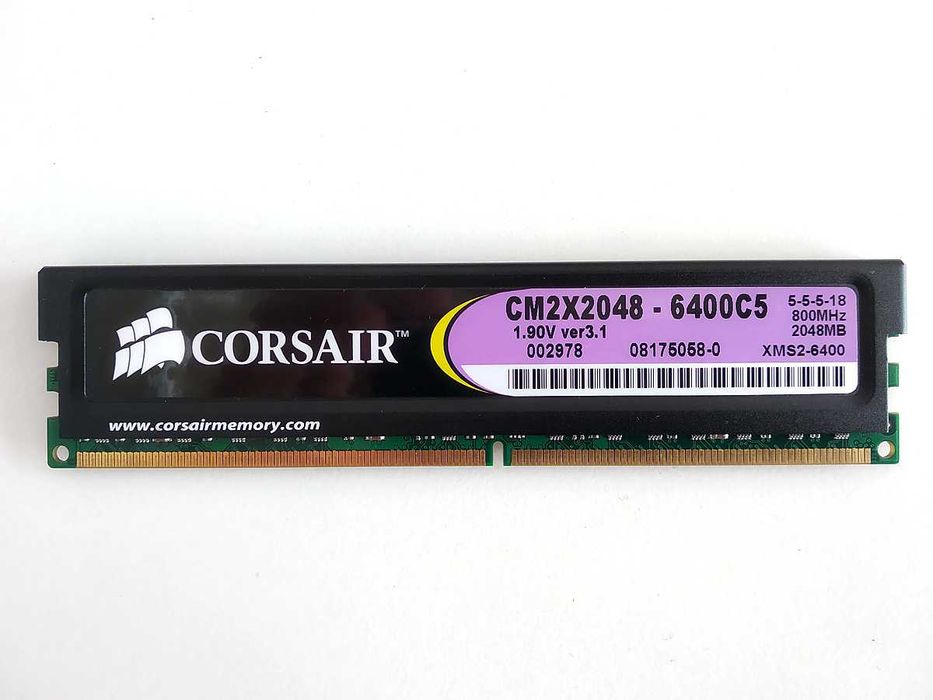 CORSAIR™
www.corsairmemory.com
CM2X2048 - 6400C5
1.90V ver3.1
002978 08175058-0
5-5-5-18
800MHz
2048MB
XMS2-6400